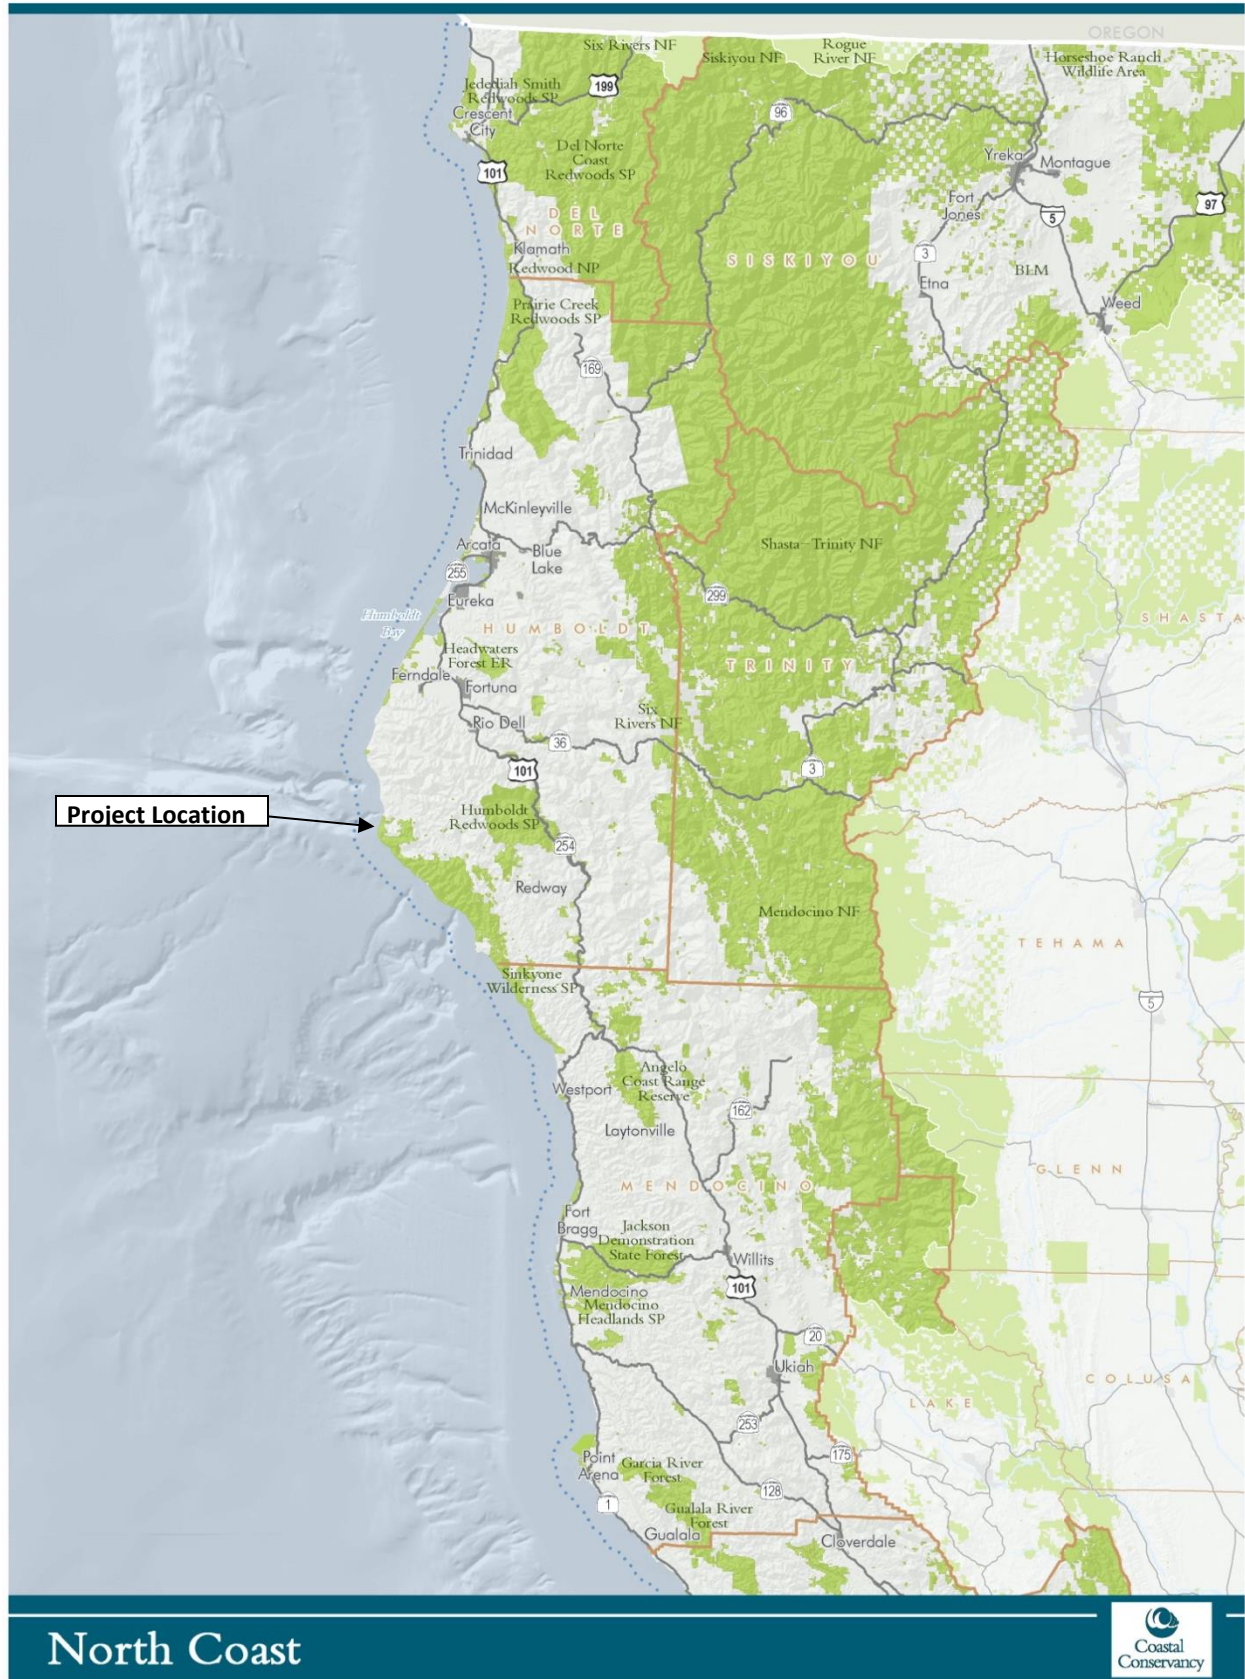 OREGON
Six Rivers NF
Siskiyou NF
Rogue
River NF
Horseshoe Ranch
Wildlife Area
Jedediah Smith
Redwoods SP
199
96
Crescent
City
Del Norte
Coast
Redwoods SP
101
Yreka
Montague
Fort
Jones
5
97
DEL
NORTE
Klamath
Redwood NP
SISKIYOU
3
Etna
BLM
Weed
Prairie Creek
Redwoods SP
169
Trinidad
McKinleyville
Arcata
Blue
Lake
255
Eureka
Shasta-Trinity NF
299
Humboldt
Bay
HUMBOLDT
SHASTA
Headwaters
Forest ER
Ferndale
Fortuna
TRINITY
Rio Dell
Six
Rivers NF
36
101
3
Project Location
Humboldt
Redwoods SP
254
Redway
Mendocino NF
TEHAMA
Sinkyone
Wilderness SP
5
Westport
Angelo
Coast Range
Reserve
162
Laytonville
MENDOCINO
GLENN
Fort
Bragg
Jackson
Demonstration
State Forest
Willits
101
Mendocino
Mendocino
Headlands SP
20
Ukiah
COLUSA
LAKE
253
175
Point
Arena
Garcia River
Forest
128
1
Gualala River
Forest
Gualala
Cloverdale
North Coast
Coastal
Conservancy